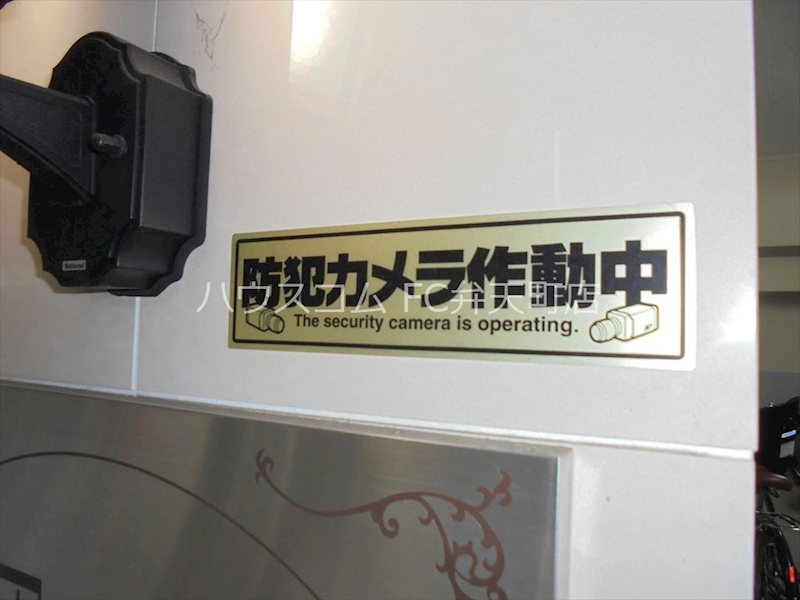 National
防犯カメラ作動中
ハウスコム FC弁天町店
The security camera is operating.